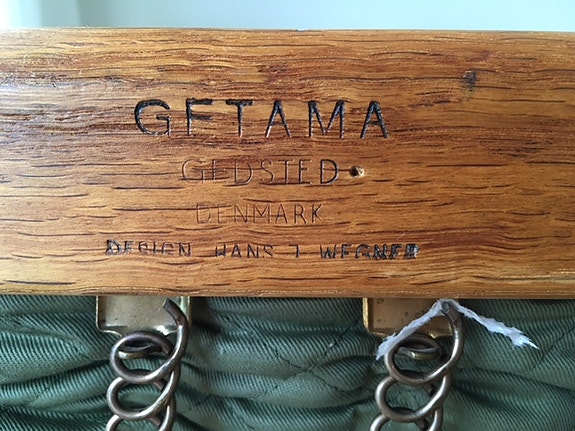 GETAMA
GEDSTED
DENMARK
DESIGN HANS J WEGNER